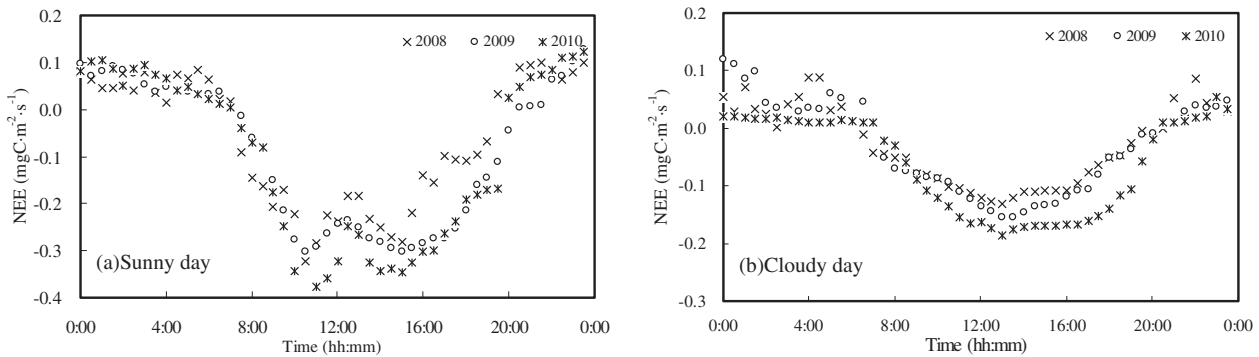 0.2
× 2008 ○ 2009 ⁎ 2010
0.1
0.0
-0.1
-0.2
-0.3
-0.4
NEE (mgC·m⁻²·s⁻¹)
(a)Sunny day
0:00 4:00 8:00 12:00 16:00 20:00 0:00
Time (hh:mm)
0.2
× 2008 ○ 2009 ⁎ 2010
0.1
0.0
-0.1
-0.2
-0.3
NEE (mgC·m⁻²·s⁻¹)
(b)Cloudy day
0:00 4:00 8:00 12:00 16:00 20:00 0:00
Time (hh:mm)